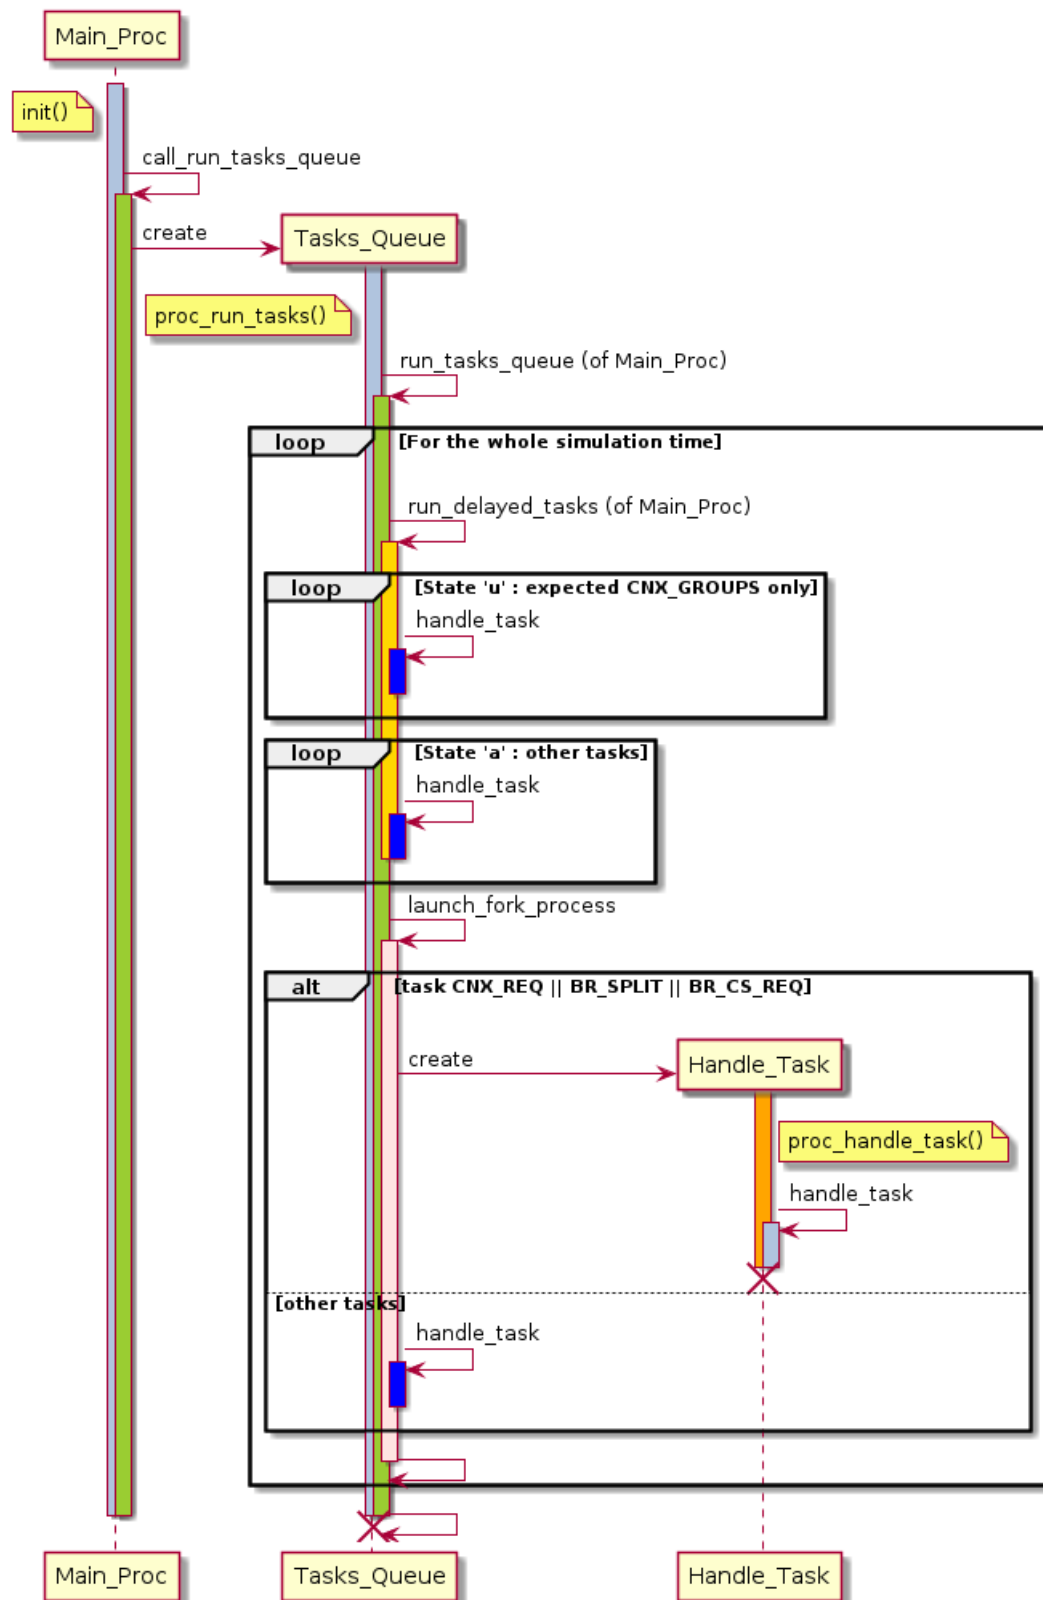 Main_Proc
init()
call_run_tasks_queue
create
Tasks_Queue
proc_run_tasks()
run_tasks_queue (of Main_Proc)
loop [For the whole simulation time]
run_delayed_tasks (of Main_Proc)
loop [State 'u' : expected CNX_GROUPS only]
handle_task
loop [State 'a' : other tasks]
handle_task
launch_fork_process
alt [task CNX_REQ || BR_SPLIT || BR_CS_REQ]
create
Handle_Task
proc_handle_task()
handle_task
[other tasks]
handle_task
Main_Proc Tasks_Queue Handle_Task